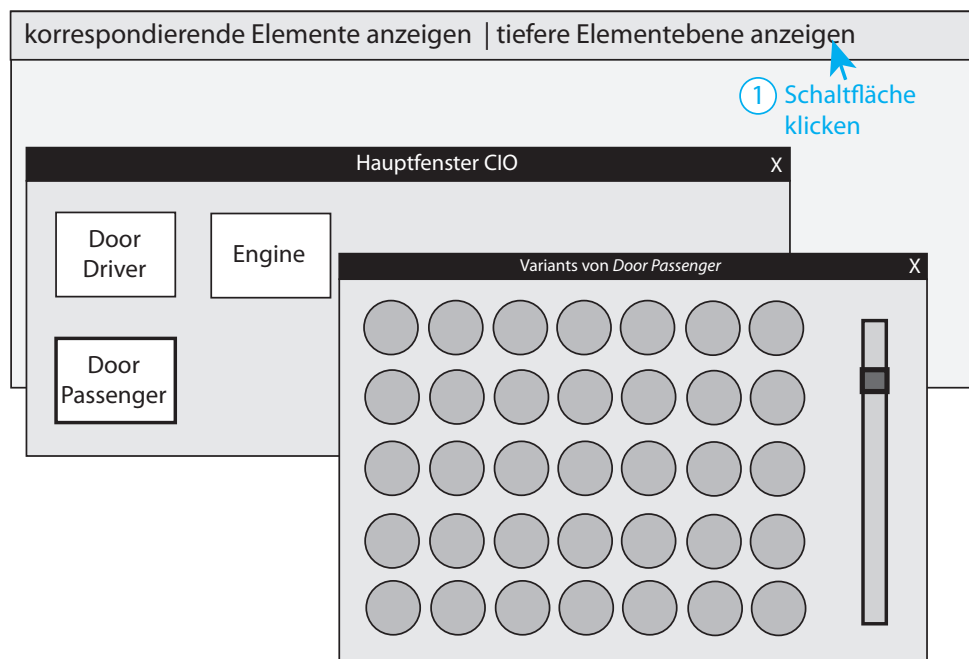 korrespondierende Elemente anzeigen | tiefere Elementebene anzeigen
1 Schaltfläche
klicken
Hauptfenster CIO X
Door
Driver
Engine
Variants von Door Passenger X
Door
Passenger